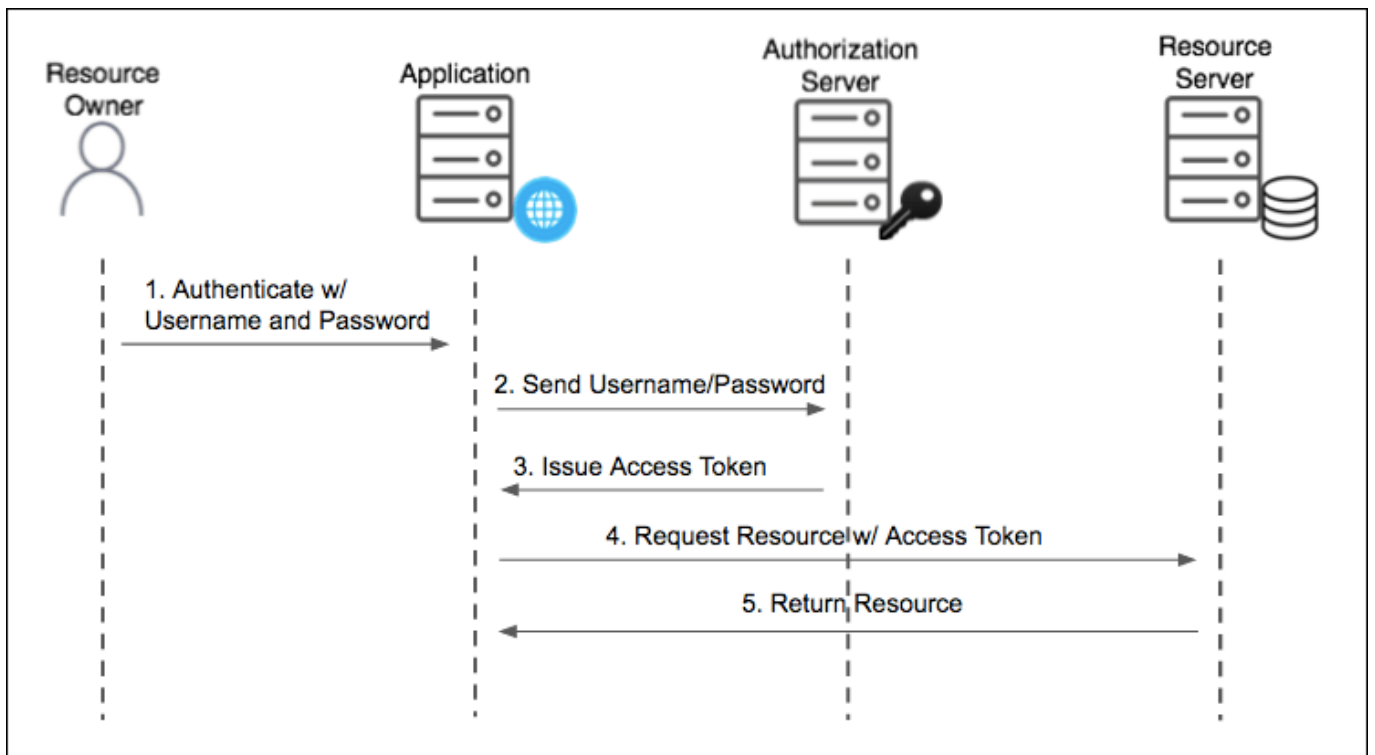 Resource
Owner
Application
Authorization
Server
Resource
Server
1. Authenticate w/
Username and Password
2. Send Username/Password
3. Issue Access Token
4. Request Resource w/ Access Token
5. Return Resource